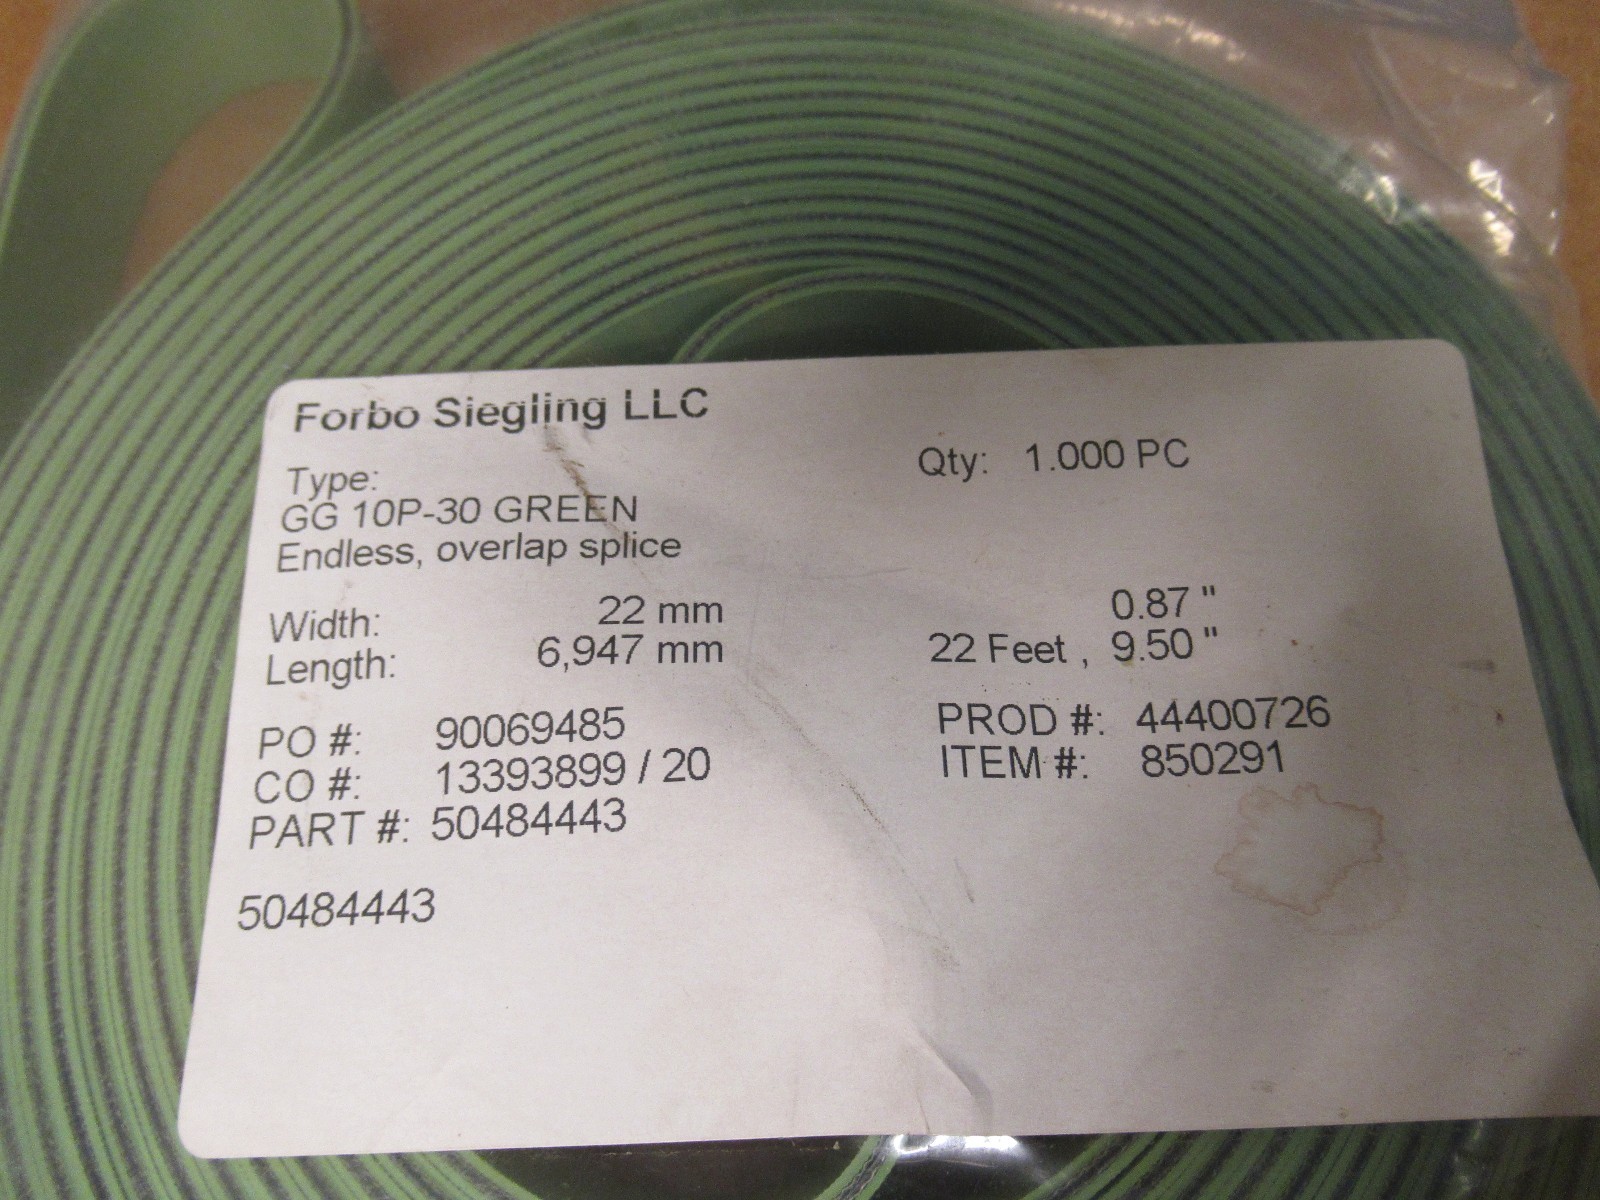 Forbo Siegling LLC
Qty: 1.000 PC
Type:
GG 10P-30 GREEN
Endless, overlap splice
Width: 22 mm 0.87 "
Length: 6,947 mm 22 Feet , 9.50 "
PO #: 90069485 PROD #: 44400726
CO #: 13393899 / 20 ITEM #: 850291
PART #: 50484443
50484443